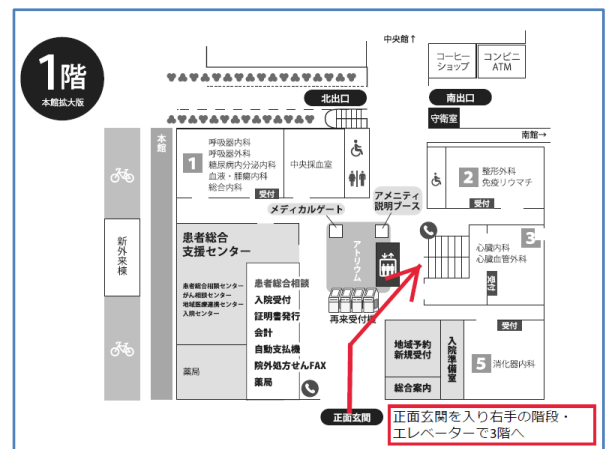 1階
本館拡大版
中央館↑
コーヒー
ショップ
コンビニ
ATM
北出口
南出口
守衛室
南館→
本館
1
呼吸器内科
呼吸器外科
糖尿病内分泌内科
血液・腫瘍内科
総合内科
受付
中央採血室
2
整形外科
免疫リウマチ
受付
メディカルゲート
アメニティ
説明ブース
アトリウム
3
心臓内科
心臓血管外科
受付
新外来棟
患者総合
支援センター
患者総合相談センター
がん相談センター
地域医療連携センター
入院センター
薬局
患者総合相談
入院受付
証明書発行
会計
自動支払機
院外処方せんFAX
薬局
再来受付機
地域予約
新規受付
総合案内
入院準備室
受付
5
消化器内科
正面玄関
正面玄関を入り右手の階段・
エレベーターで3階へ